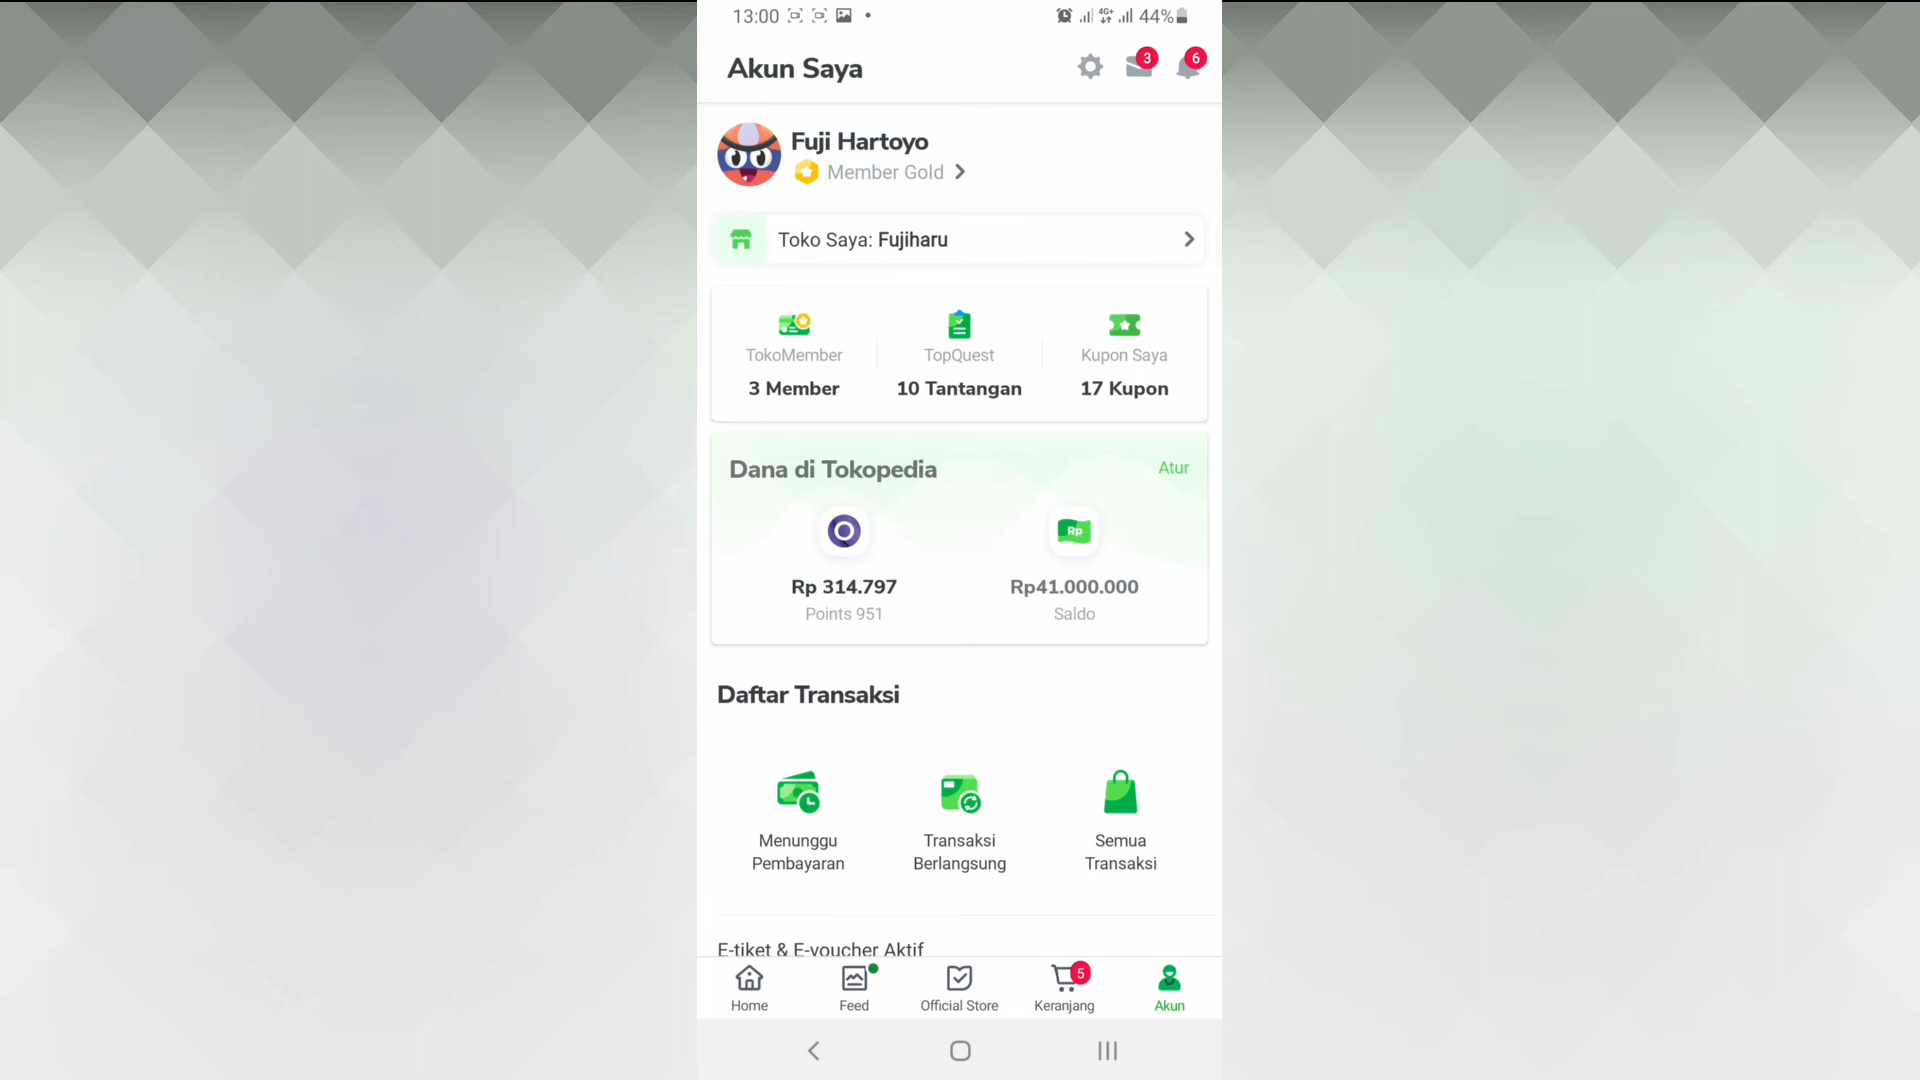 13:00
4G+
44%
Akun Saya
3
6
Fuji Hartoyo
Member Gold
Toko Saya: Fujiharu
TokoMember
TopQuest
Kupon Saya
3 Member
10 Tantangan
17 Kupon
Dana di Tokopedia
Atur
Rp
Rp 314.797
Rp41.000.000
Points 951
Saldo
Daftar Transaksi
Menunggu
Pembayaran
Transaksi
Berlangsung
Semua
Transaksi
E-tiket & E-voucher Aktif
5
Home
Feed
Official Store
Keranjang
Akun